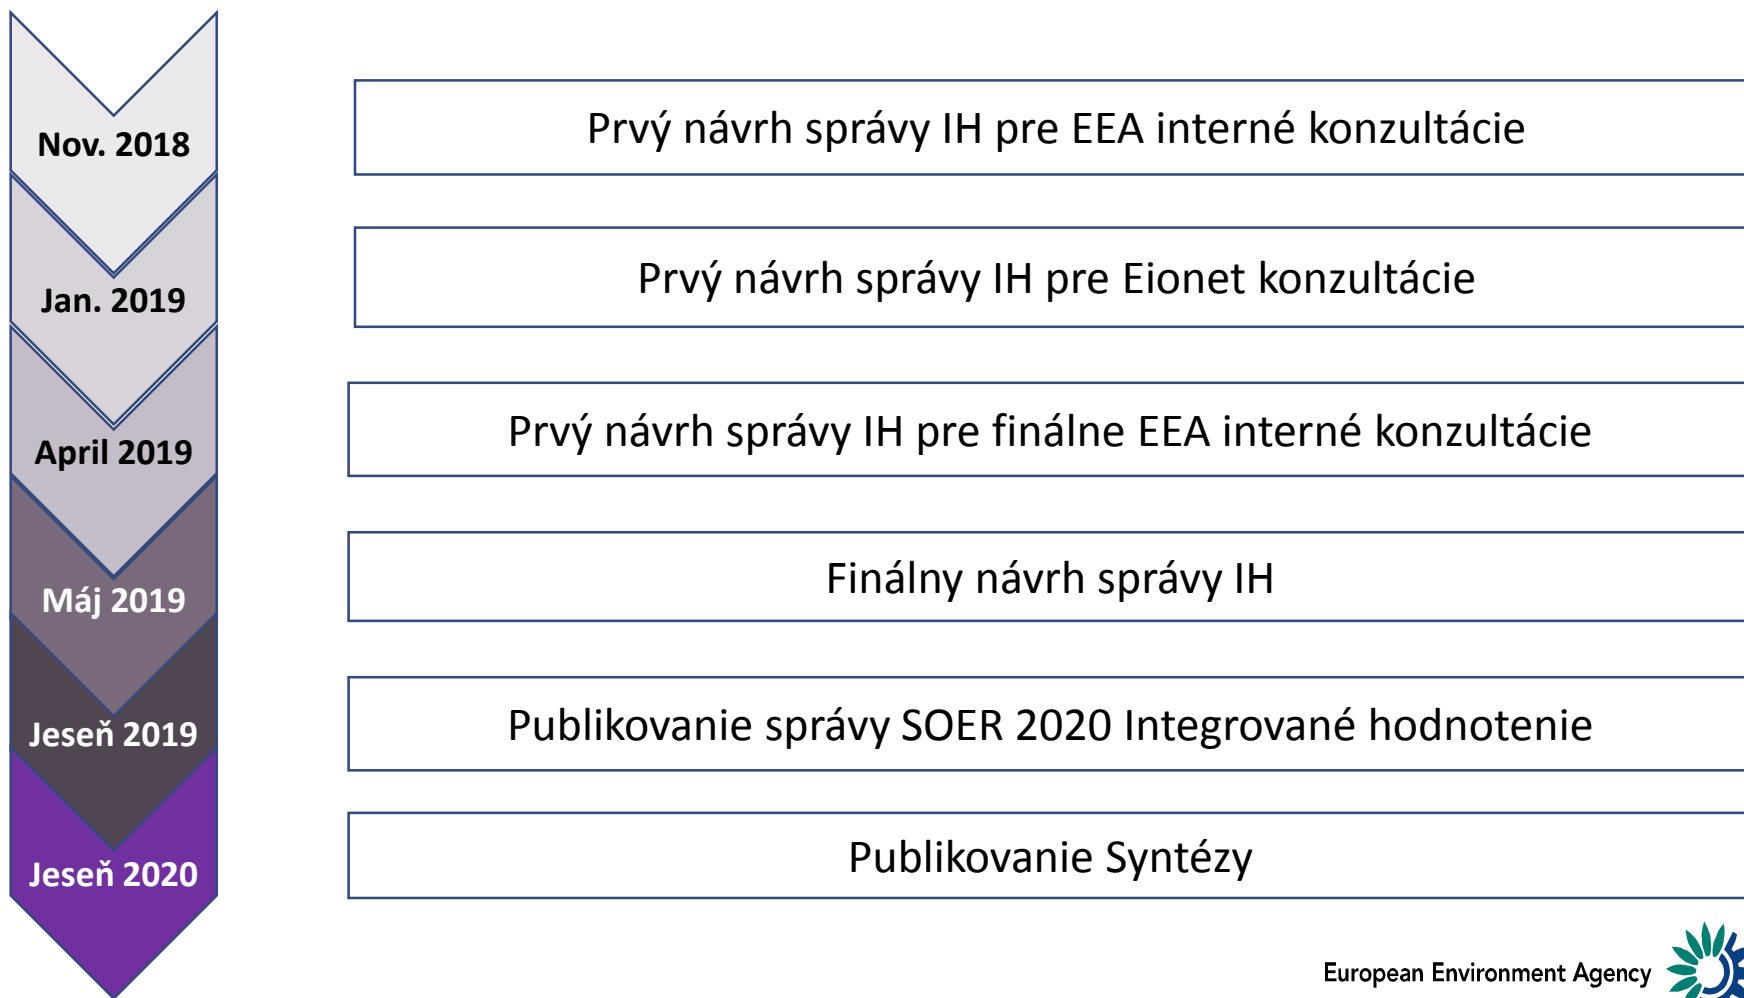 Nov. 2018
Prvý návrh správy IH pre EEA interné konzultácie
Jan. 2019
Prvý návrh správy IH pre Eionet konzultácie
April 2019
Prvý návrh správy IH pre finálne EEA interné konzultácie
Máj 2019
Finálny návrh správy IH
Jeseň 2019
Publikovanie správy SOER 2020 Integrované hodnotenie
Jeseň 2020
Publikovanie Syntézy
European Environment Agency